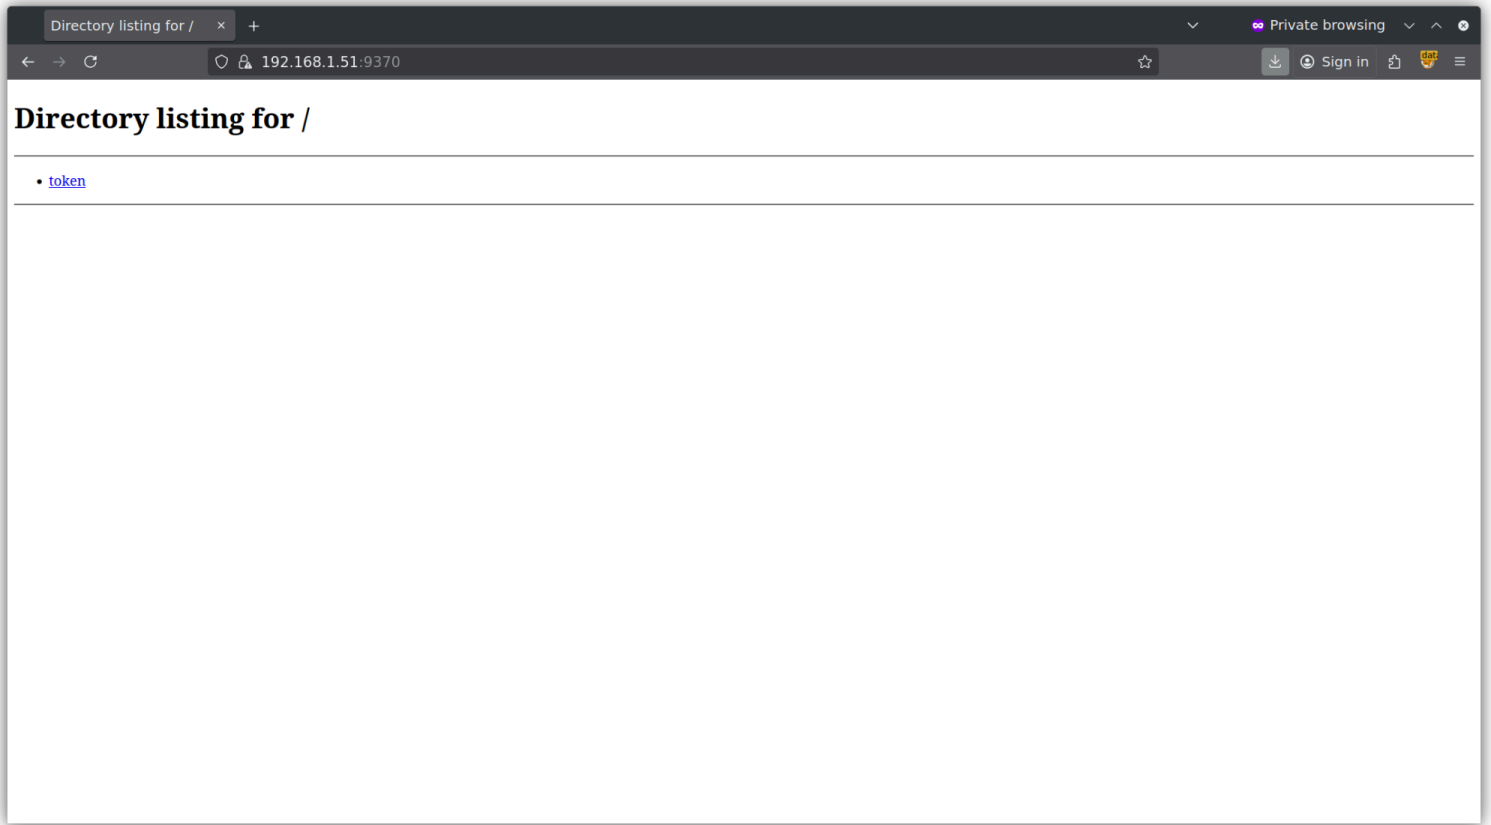 Directory listing for /
Private browsing
192.168.1.51:9370
Sign in
Directory listing for /
token